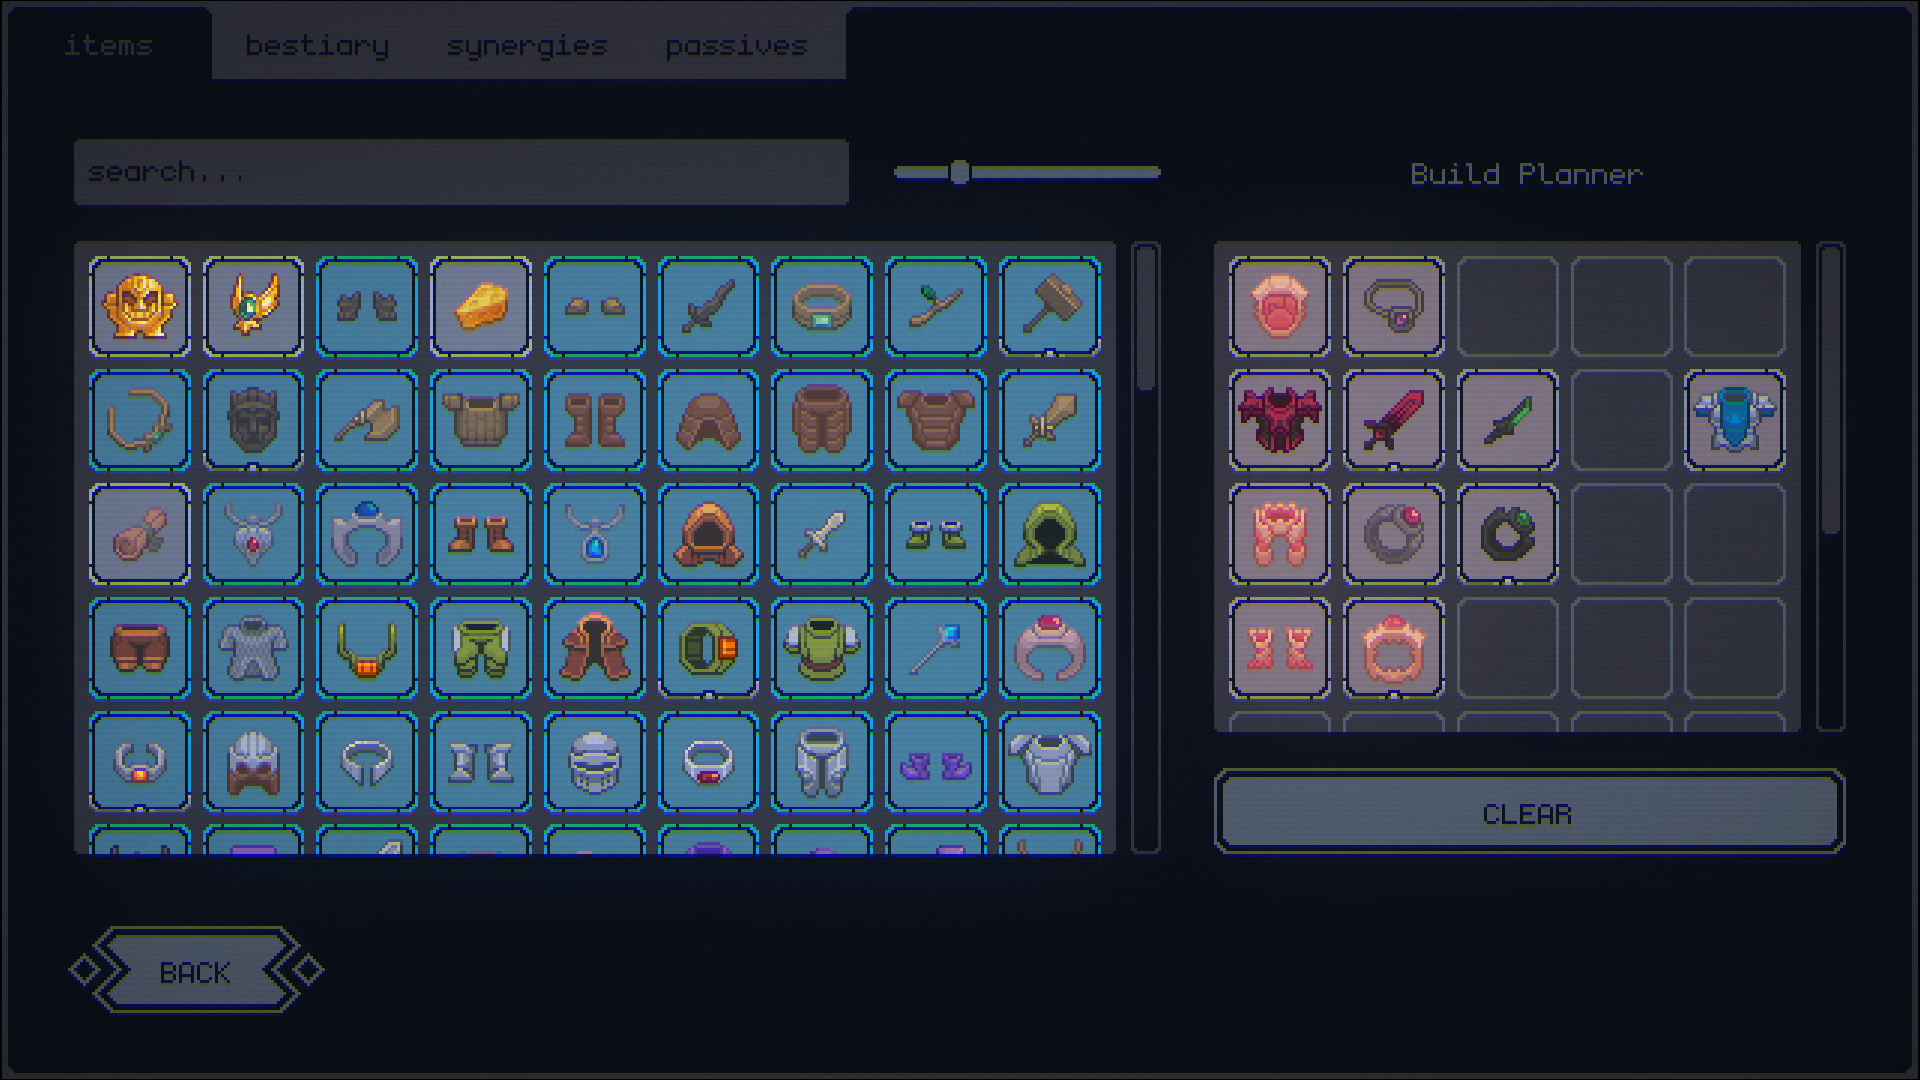 items bestiary synergies passives
search...
Build Planner
CLEAR
BACK